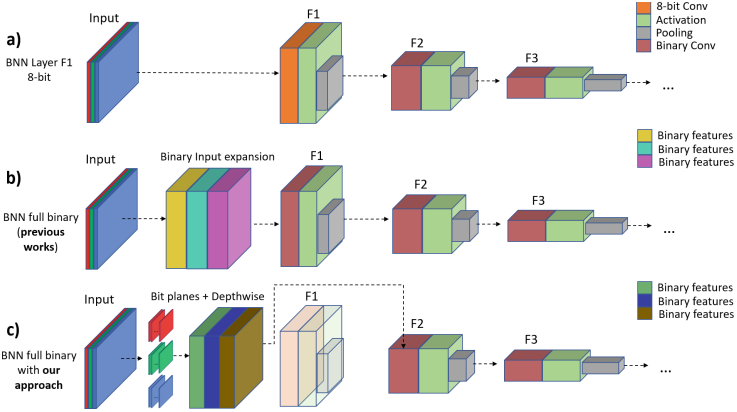 Input
F1
8-bit Conv
Activation
Pooling
Binary Conv
a)
BNN Layer F1
8-bit
F2
F3
...
Binary features
Binary features
Binary features
Input
Binary Input expansion
F1
b)
BNN full binary
(previous
works)
F2
F3
...
Binary features
Binary features
Binary features
Input
Bit planes + Depthwise
F1
c)
BNN full binary
with our
approach
F2
F3
...